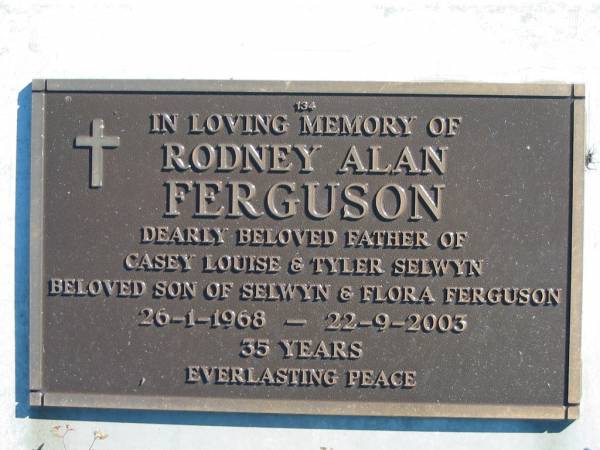 134
IN LOVING MEMORY OF
RODNEY ALAN
FERGUSON
DEARLY BELOVED FATHER OF
CASEY LOUISE & TYLER SELWYN
BELOVED SON OF SELWYN & FLORA FERGUSON
26-1-1968 — 22-9-2003
35 YEARS
EVERLASTING PEACE